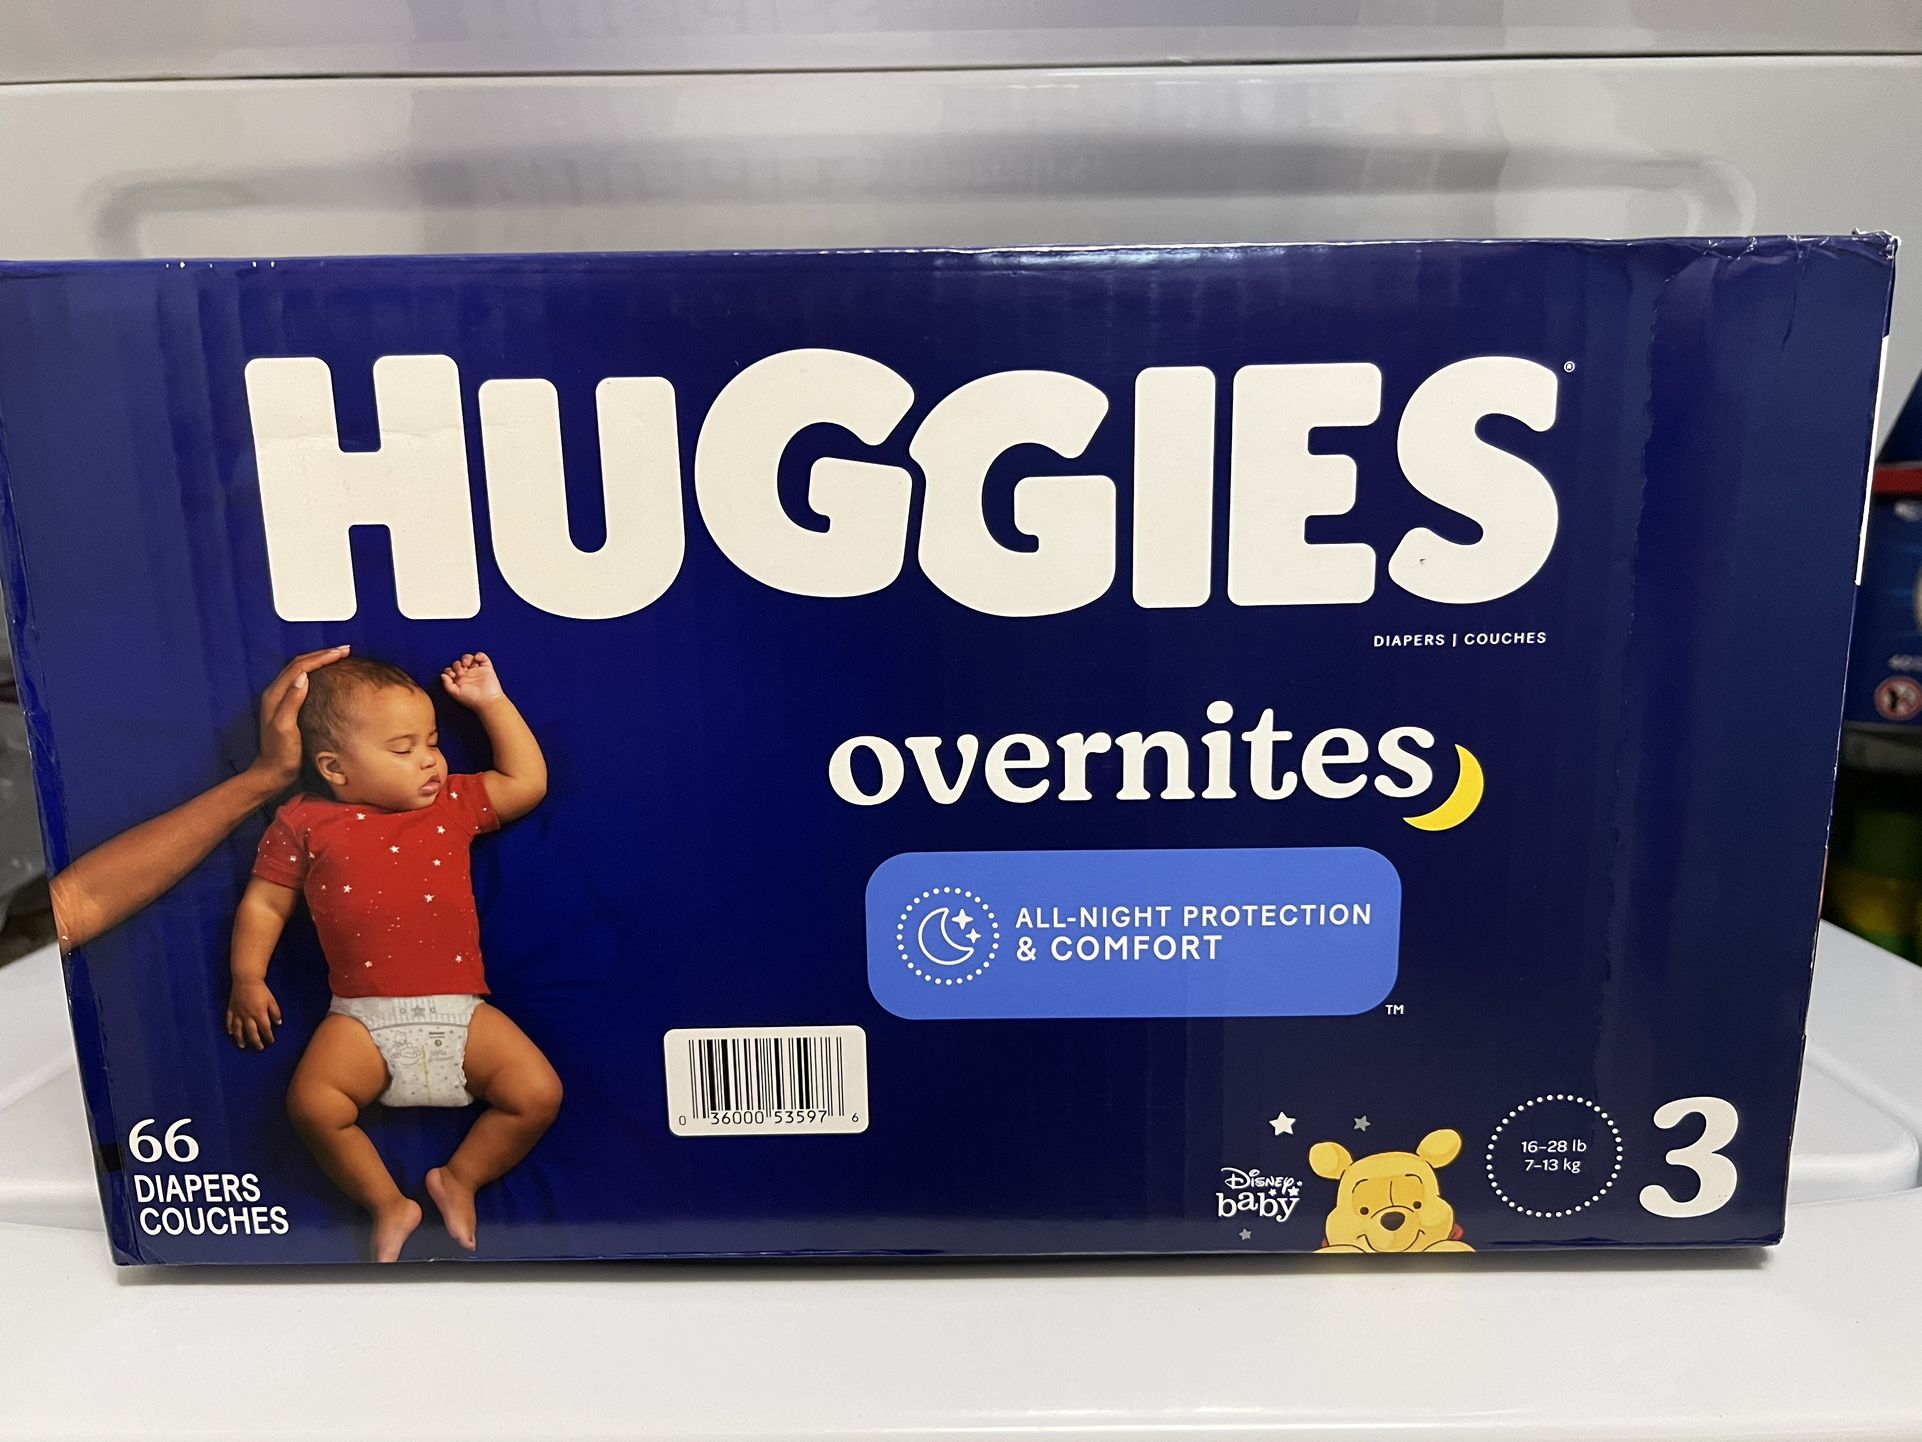 HUGGIES®
DIAPERS | COUCHES
overnites
ALL-NIGHT PROTECTION
& COMFORT
TM
0 36000 53597 6
66
DIAPERS
COUCHES
Disney
baby
16-28 lb
7-13 kg
3